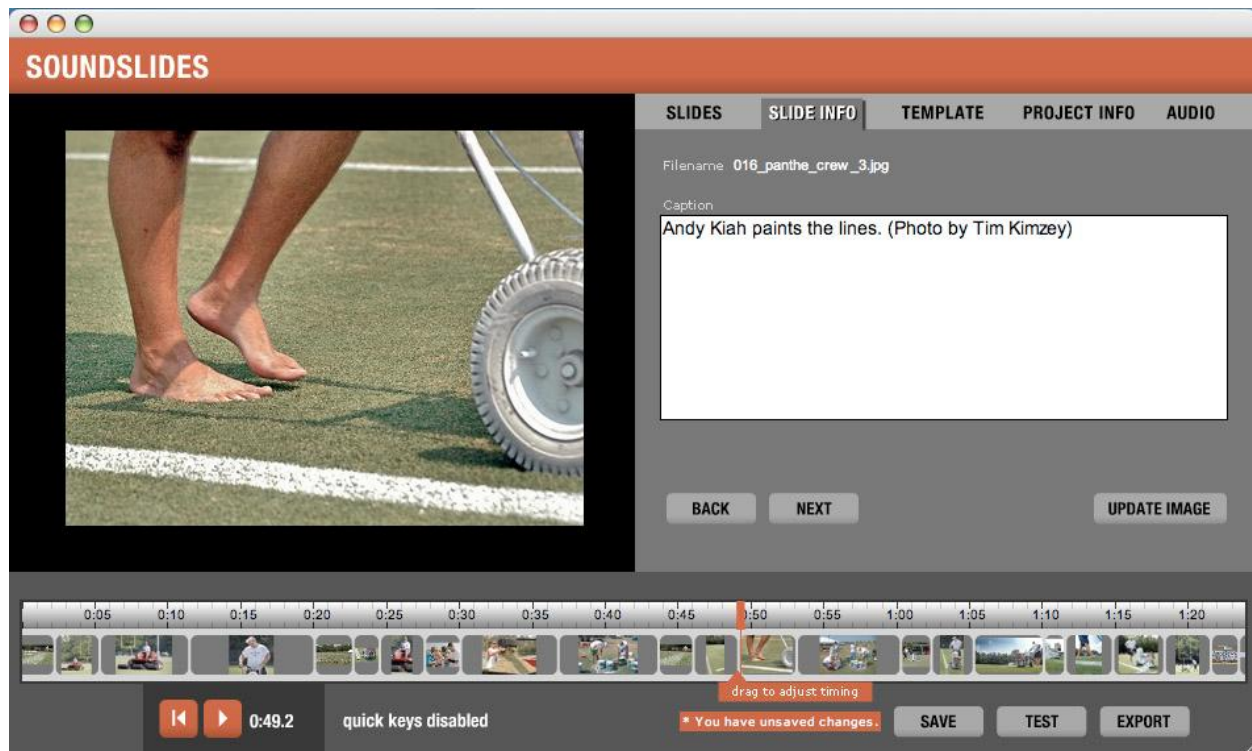 SOUNDSLIDES
SLIDES SLIDE INFO TEMPLATE PROJECT INFO AUDIO
Filename 016_panthe_crew_3.jpg
Caption
Andy Kiah paints the lines. (Photo by Tim Kimzey)
BACK NEXT UPDATE IMAGE
0:05 0:10 0:15 0:20 0:25 0:30 0:35 0:40 0:45 0:50 0:55 1:00 1:05 1:10 1:15 1:20
drag to adjust timing
0:49.2 quick keys disabled * You have unsaved changes. SAVE TEST EXPORT